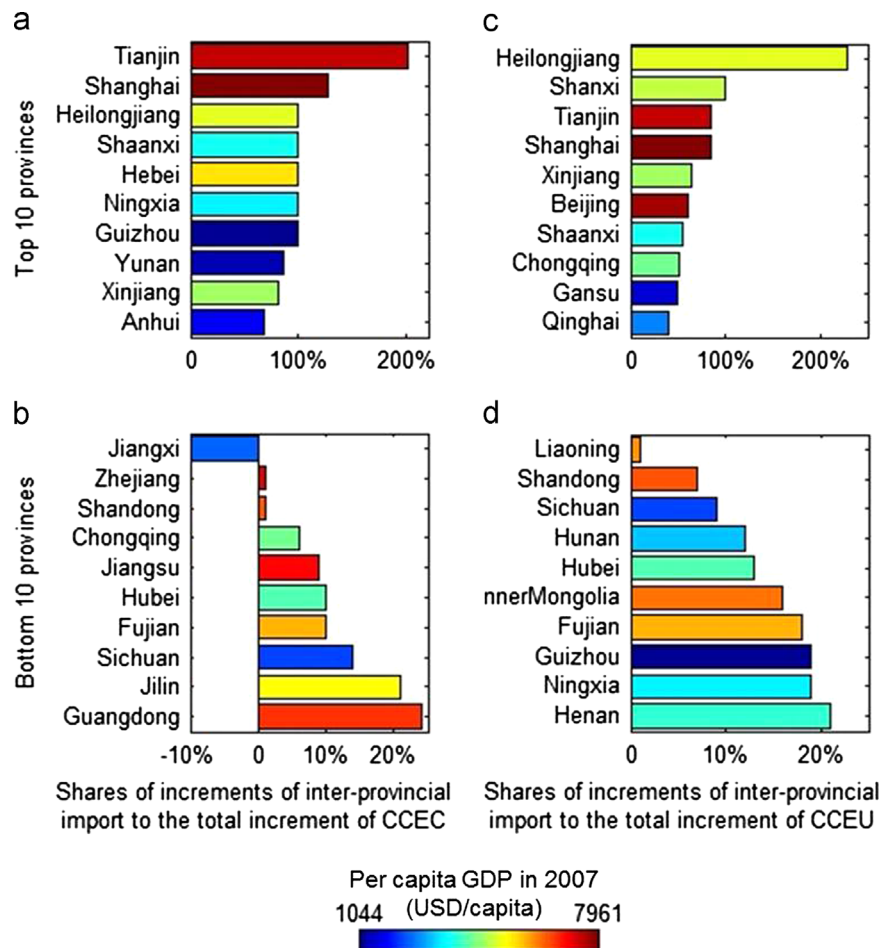 a
Top 10 provinces
Tianjin
Shanghai
Heilongjiang
Shaanxi
Hebei
Ningxia
Guizhou
Yunan
Xinjiang
Anhui
0 100% 200%
c
Heilongjiang
Shanxi
Tianjin
Shanghai
Xinjiang
Beijing
Shaanxi
Chongqing
Gansu
Qinghai
0 100% 200%
b
Bottom 10 provinces
Jiangxi
Zhejiang
Shandong
Chongqing
Jiangsu
Hubei
Fujian
Sichuan
Jilin
Guangdong
-10% 0 10% 20%
Shares of increments of inter-provincial
import to the total increment of CCEC
d
Liaoning
Shandong
Sichuan
Hunan
Hubei
nnerMongolia
Fujian
Guizhou
Ningxia
Henan
0 10% 20%
Shares of increments of inter-provincial
import to the total increment of CCEU
Per capita GDP in 2007
1044 (USD/capita) 7961